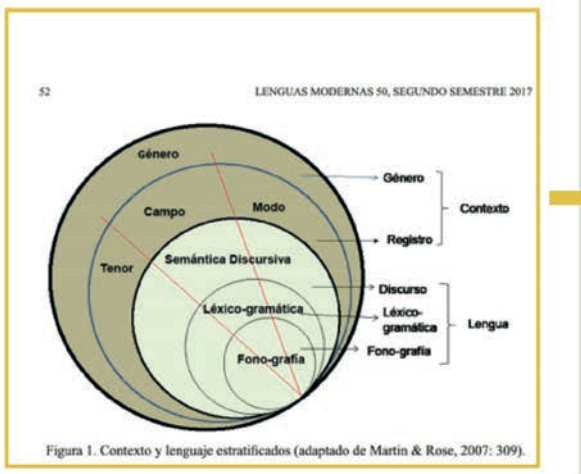 52
LENGUAS MODERNAS 50, SEGUNDO SEMESTRE 2017
Género
Género
Contexto
Campo
Modo
Registro
Tenor
Semántica Discursiva
Discurso
Léxico-gramática
Léxico-
gramática
Lengua
Fono-grafía
Fono-grafía
Figura 1. Contexto y lenguaje estratificados (adaptado de Martin & Rose, 2007: 309).